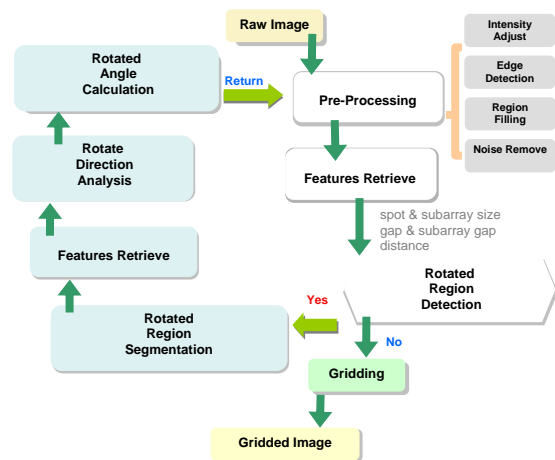 Raw Image
Intensity
Adjust
Edge
Detection
Region
Filling
Noise Remove
Rotated
Angle
Calculation
Return
Pre-Processing
Rotate
Direction
Analysis
Features Retrieve
spot & subarray size
gap & subarray gap
distance
Features Retrieve
Rotated
Region
Detection
Yes
Rotated
Region
Segmentation
No
Gridding
Gridded Image